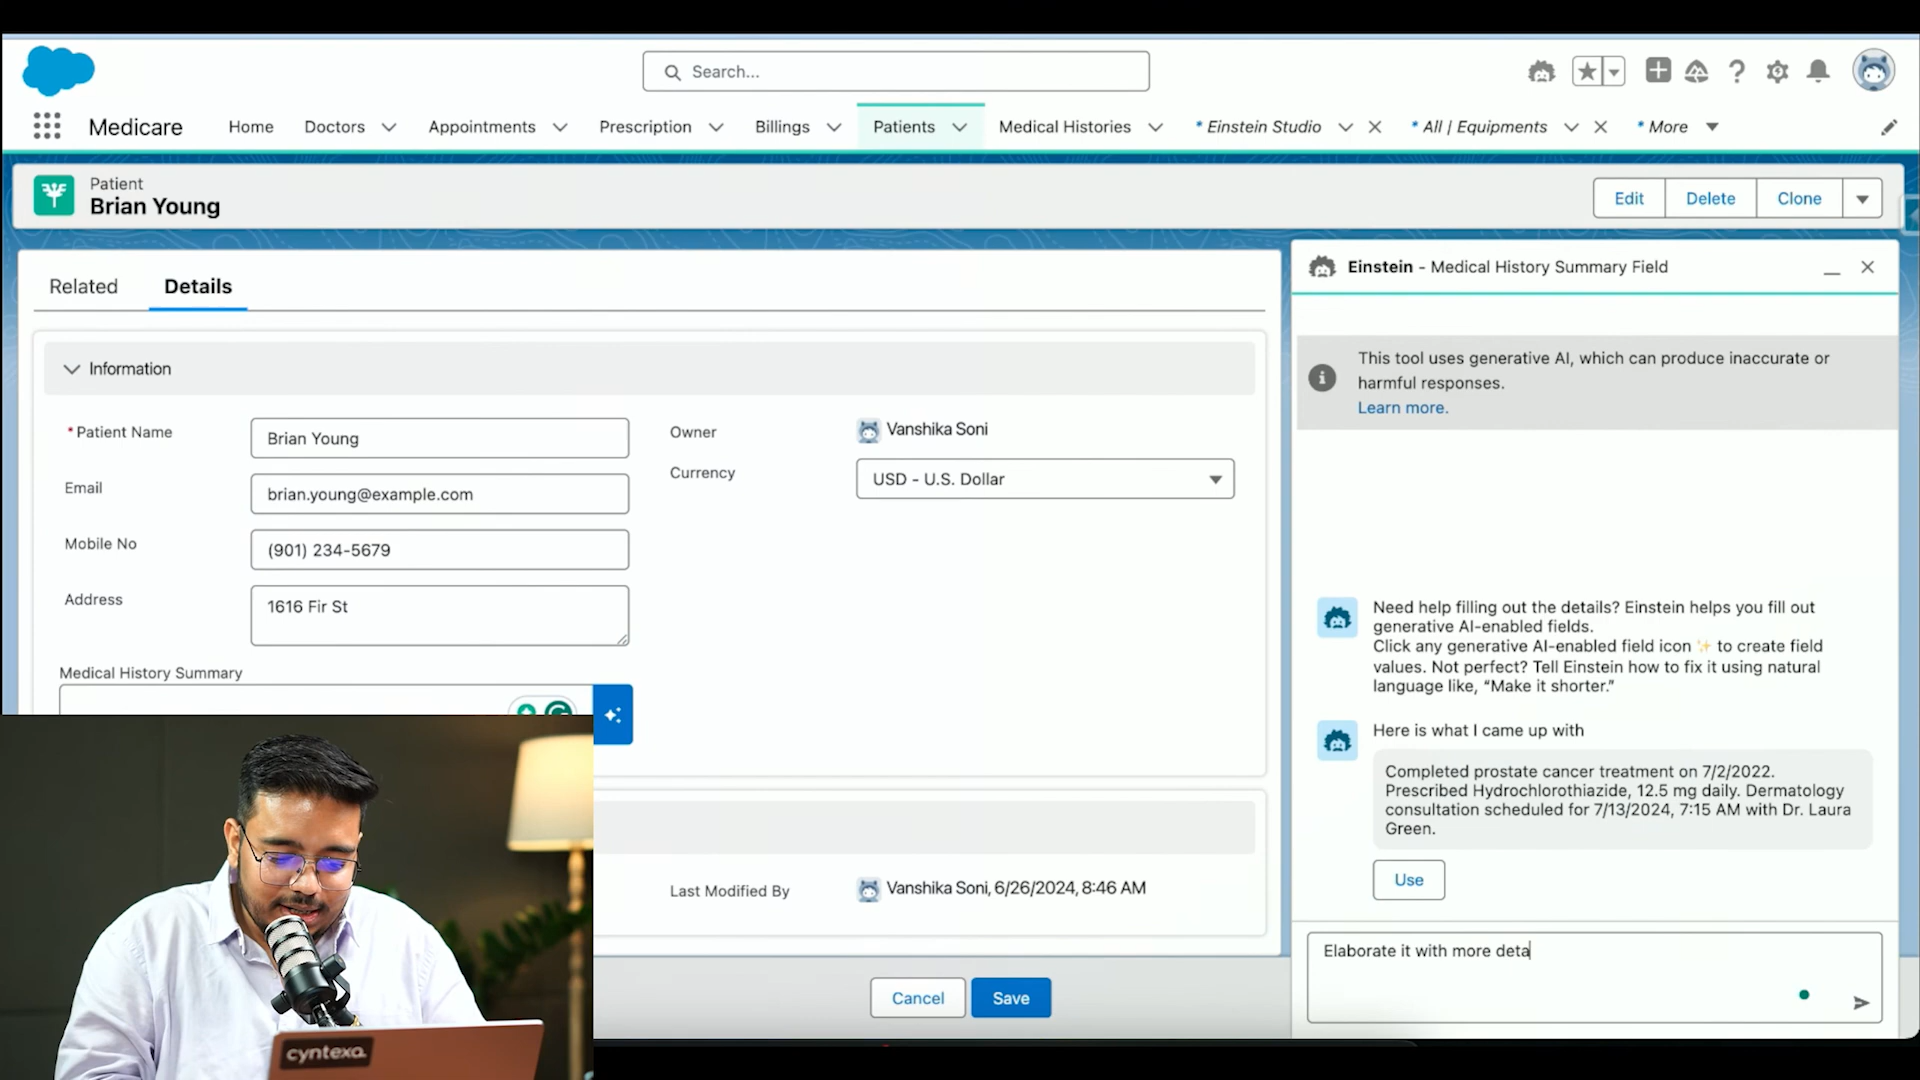 Search...
Medicare
Home
Doctors
Appointments
Prescription
Billings
Patients
Medical Histories
* Einstein Studio
* All | Equipments
* More
Patient
Brian Young
Edit
Delete
Clone
Related
Details
Information
*Patient Name
Brian Young
Email
brian.young@example.com
Mobile No
(901) 234-5679
Address
1616 Fir St
Medical History Summary
Owner
Vanshika Soni
Currency
USD - U.S. Dollar
Last Modified By
Vanshika Soni, 6/26/2024, 8:46 AM
Cancel
Save
Einstein - Medical History Summary Field
This tool uses generative AI, which can produce inaccurate or
harmful responses.
Learn more.
Need help filling out the details? Einstein helps you fill out
generative AI-enabled fields.
Click any generative AI-enabled field icon ✨ to create field
values. Not perfect? Tell Einstein how to fix it using natural
language like, “Make it shorter.”
Here is what I came up with
Completed prostate cancer treatment on 7/2/2022.
Prescribed Hydrochlorothiazide, 12.5 mg daily. Dermatology
consultation scheduled for 7/13/2024, 7:15 AM with Dr. Laura
Green.
Use
Elaborate it with more deta
cyntexa.